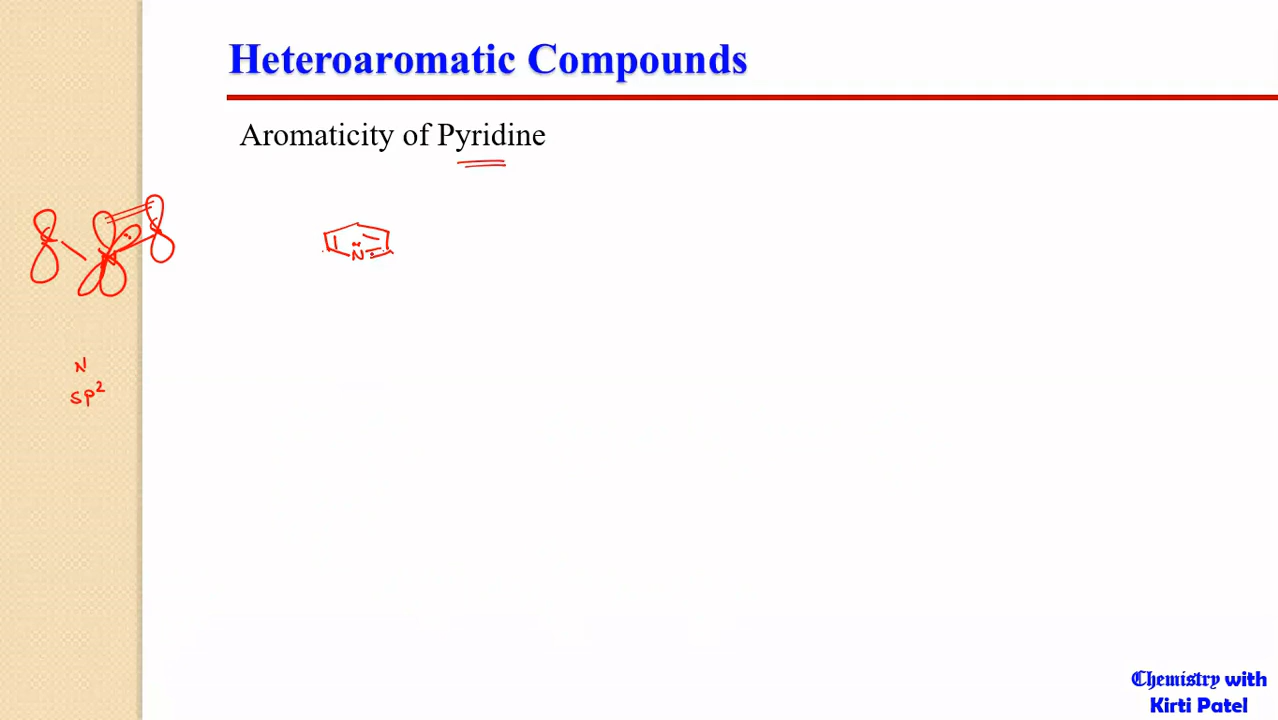 Heteroaromatic Compounds
Aromaticity of Pyridine
N
N
sp²
Chemistry with
Kirti Patel